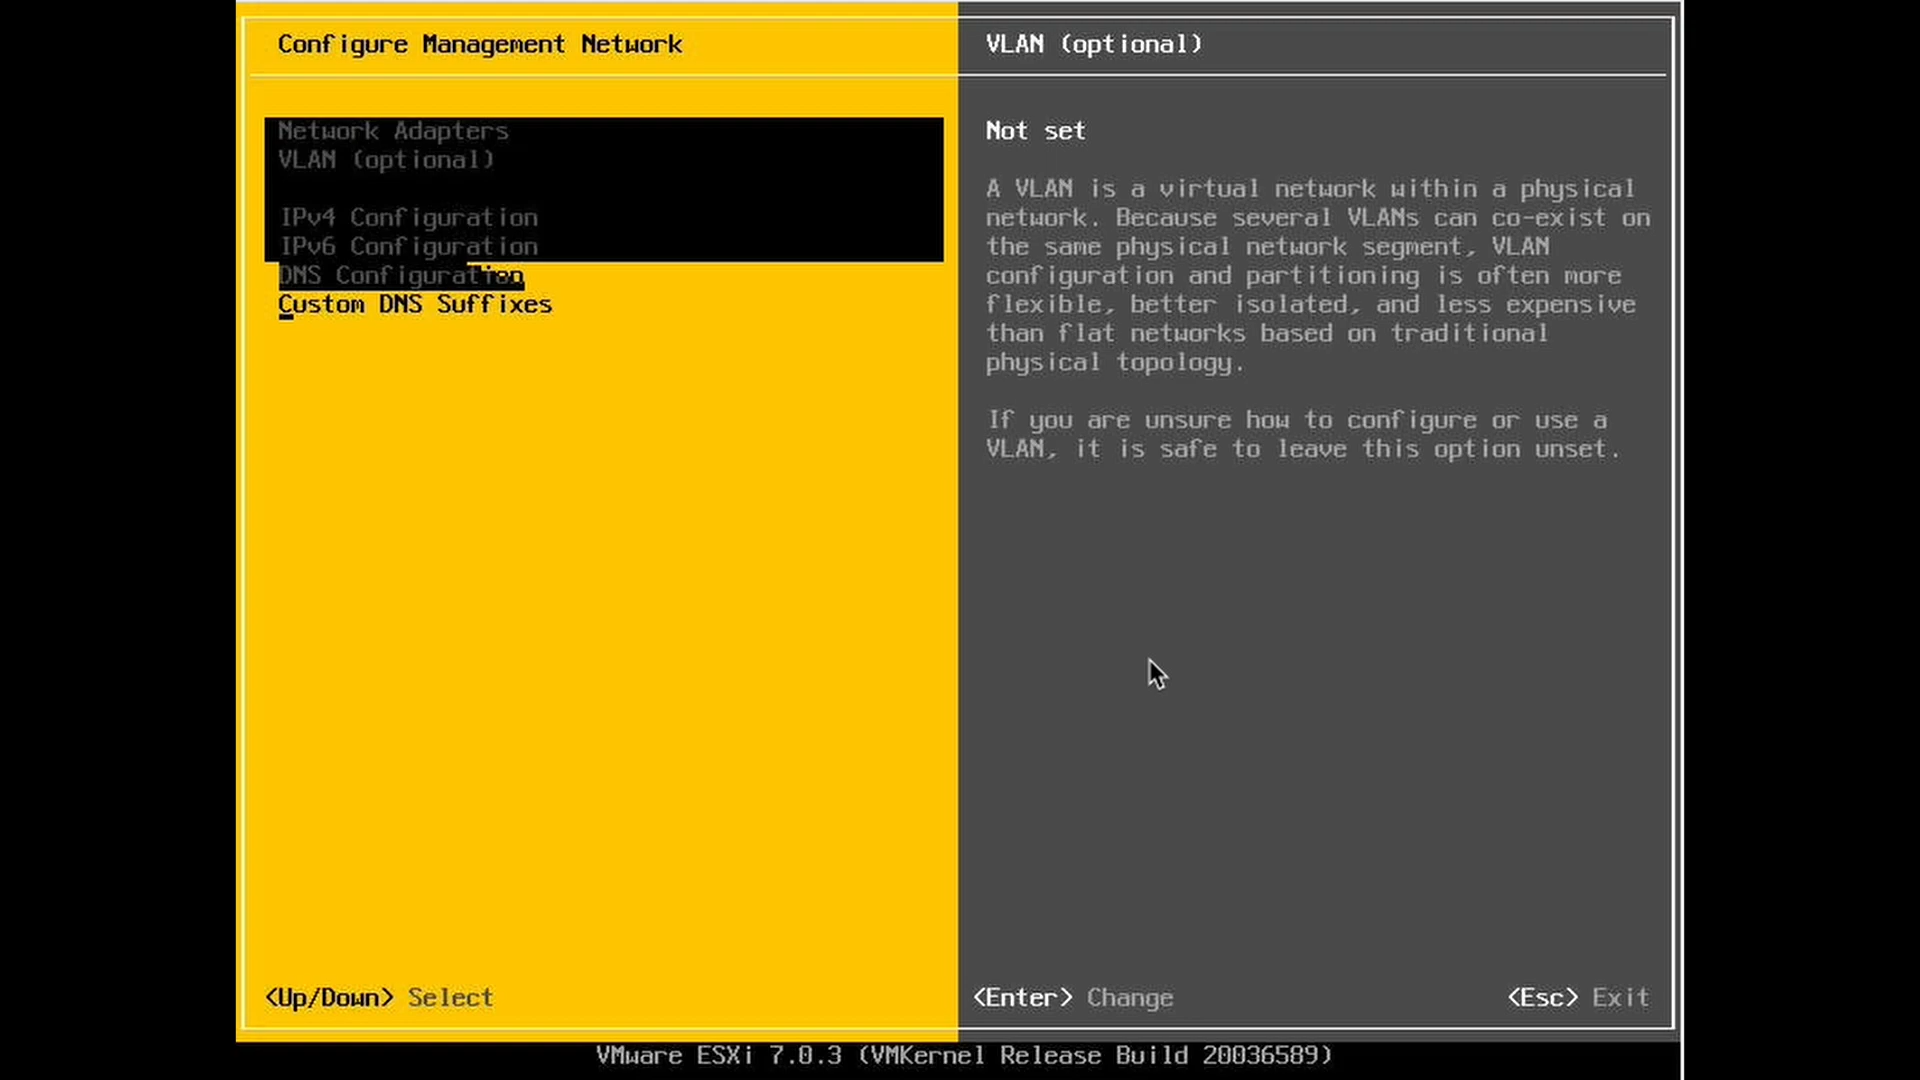 Configure Management Network
Network Adapters
VLAN (optional)
IPv4 Configuration
IPv6 Configuration
DNS Configuration
Custom DNS Suffixes
<Up/Down> Select
VLAN (optional)
Not set
A VLAN is a virtual network within a physical
network. Because several VLANs can co-exist on
the same physical network segment, VLAN
configuration and partitioning is often more
flexible, better isolated, and less expensive
than flat networks based on traditional
physical topology.
If you are unsure how to configure or use a
VLAN, it is safe to leave this option unset.
<Enter> Change
<Esc> Exit
VMware ESXi 7.0.3 (VMKernel Release Build 20036589)